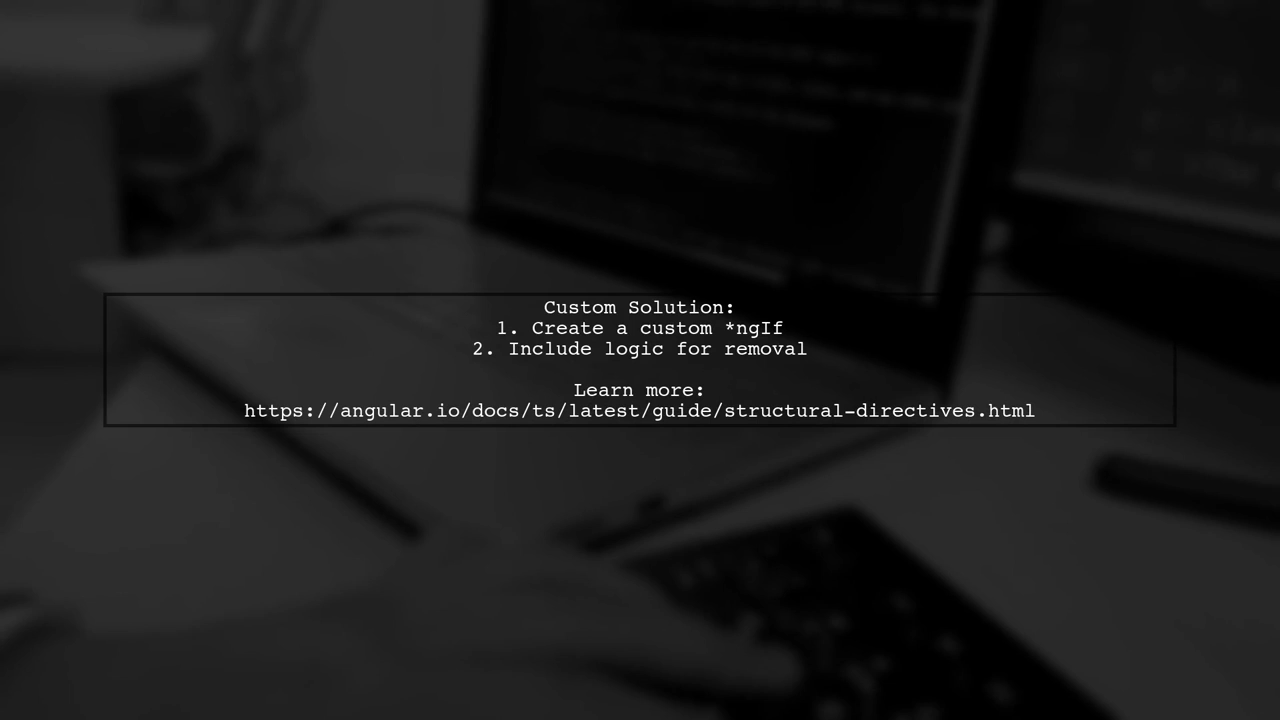 Custom Solution:
1. Create a custom *ngIf
2. Include logic for removal
Learn more:
https://angular.io/docs/ts/latest/guide/structural-directives.html